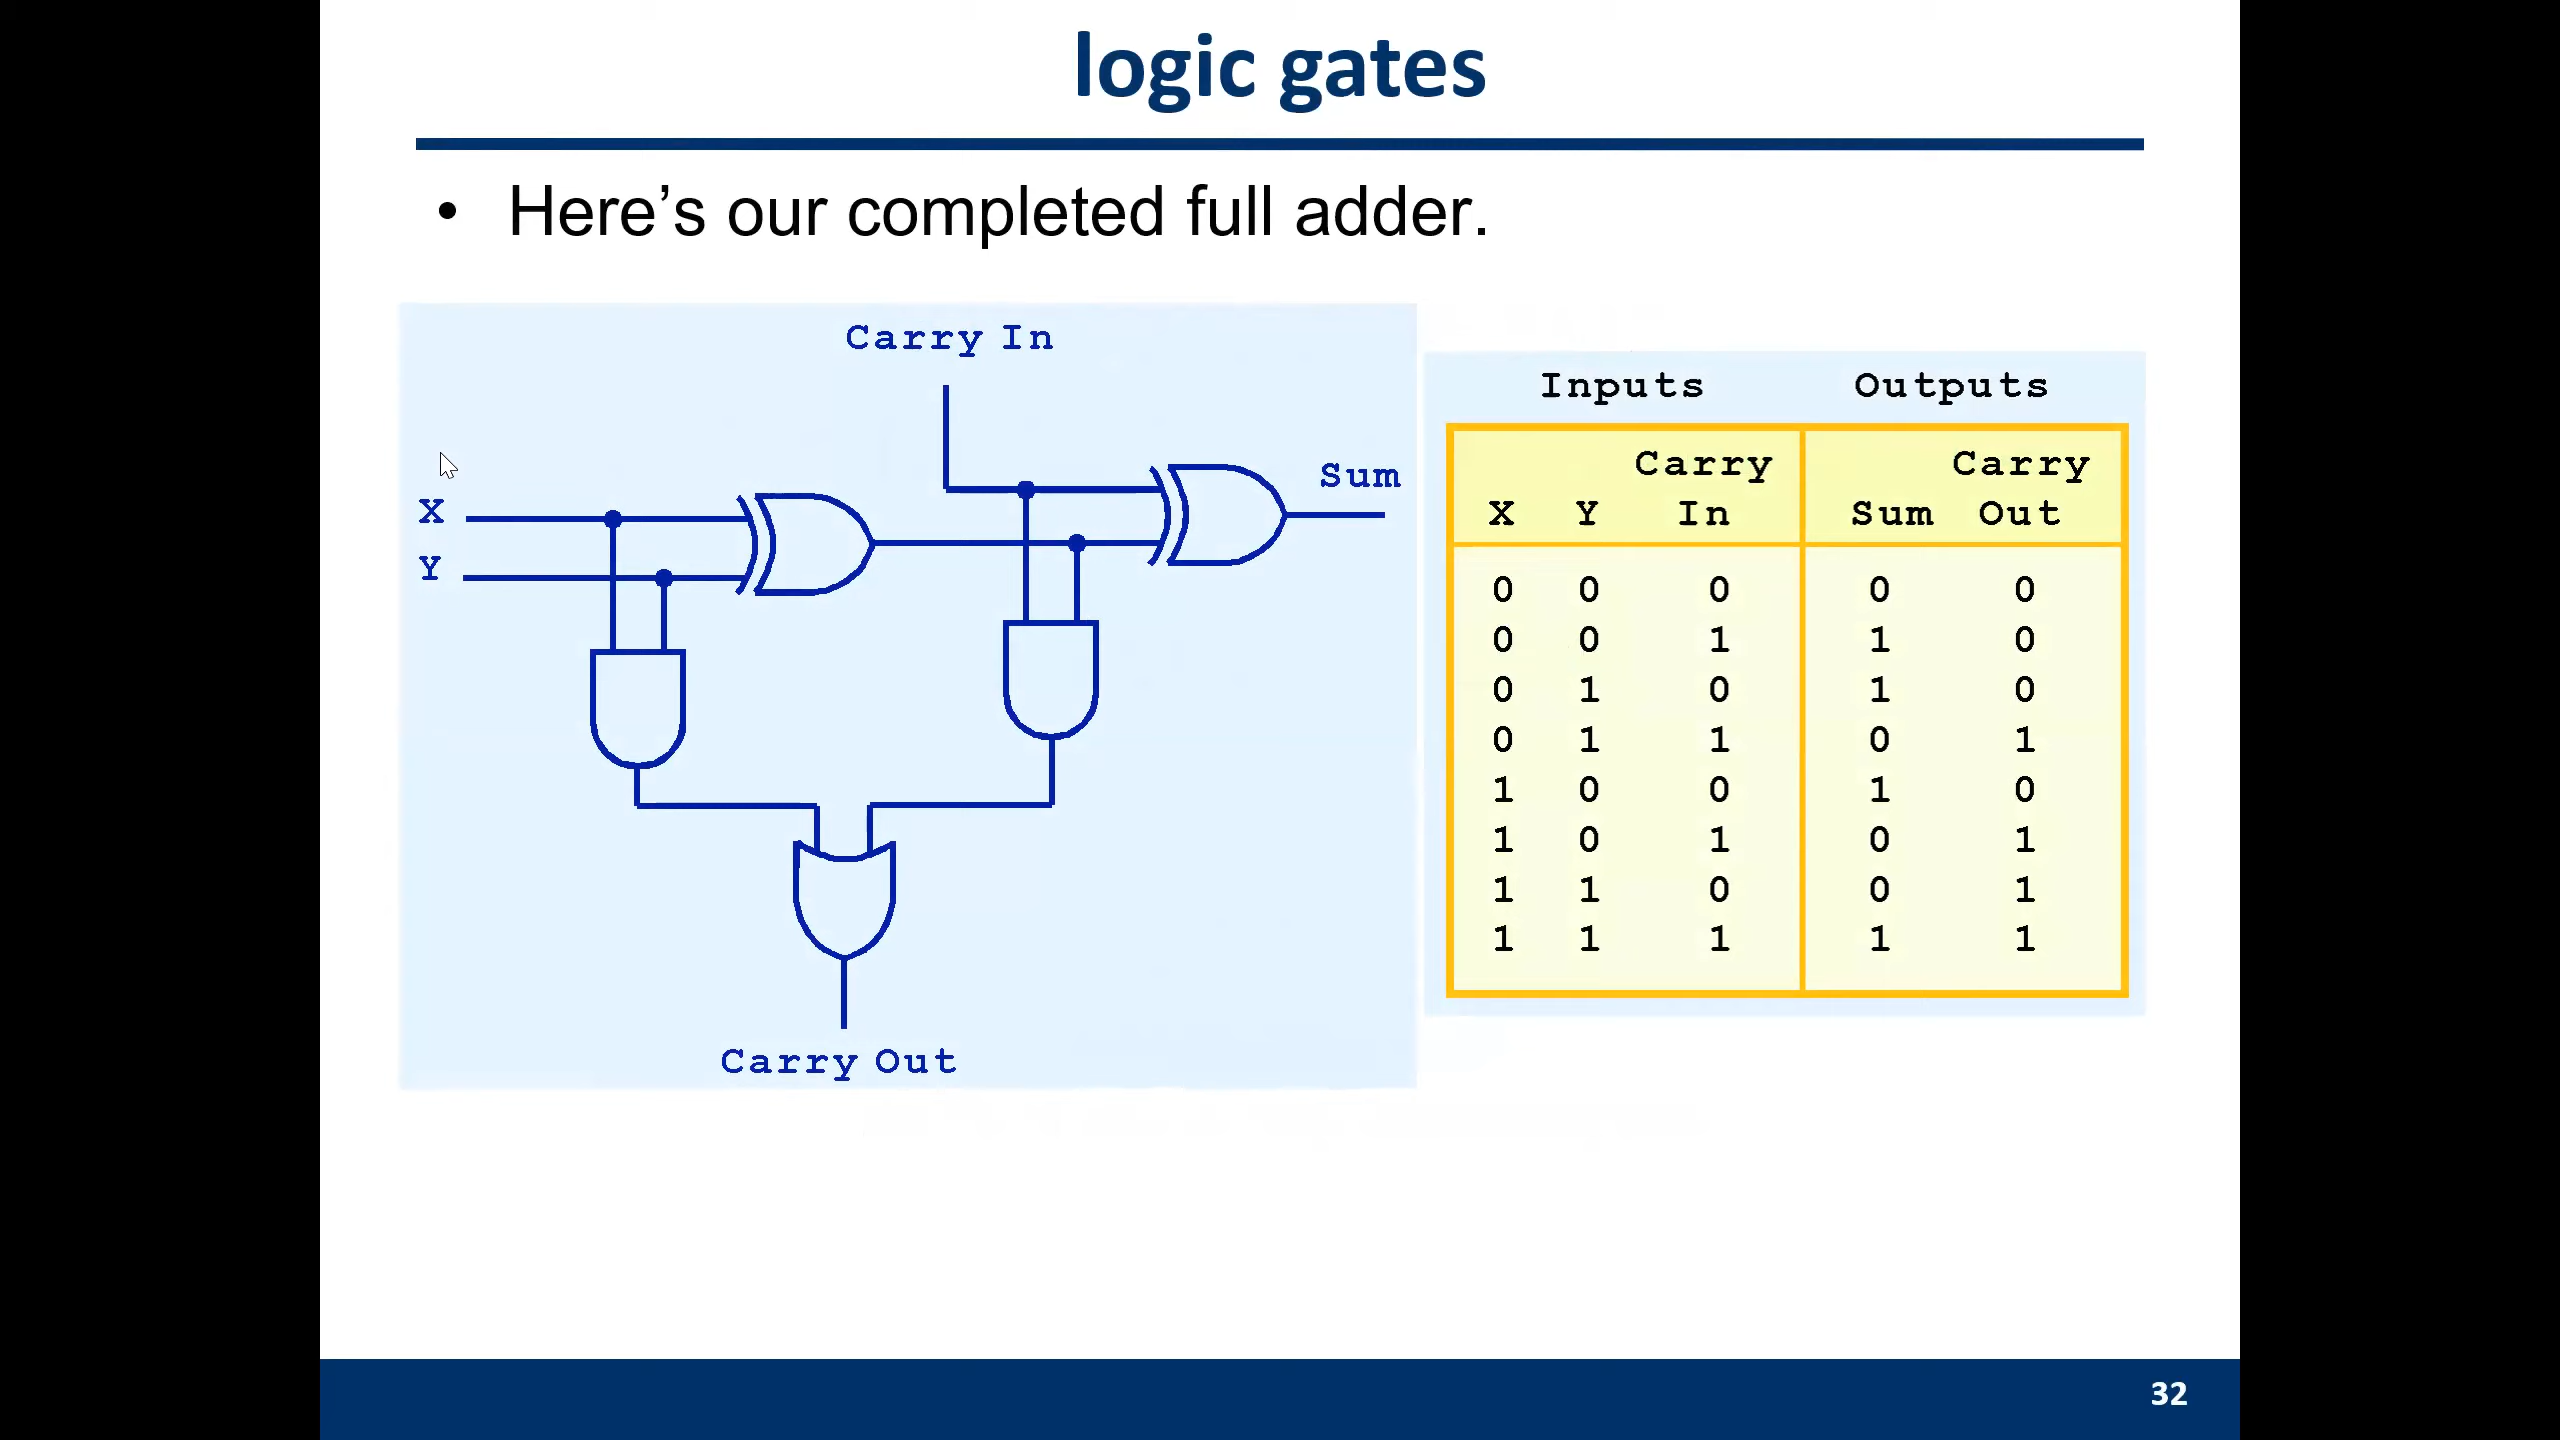 logic gates
• Here’s our completed full adder.
Carry In
X
Y
Sum
Carry Out
Inputs Outputs
Carry Carry
X Y In Sum Out
0 0 0 0 0
0 0 1 1 0
0 1 0 1 0
0 1 1 0 1
1 0 0 1 0
1 0 1 0 1
1 1 0 0 1
1 1 1 1 1
32